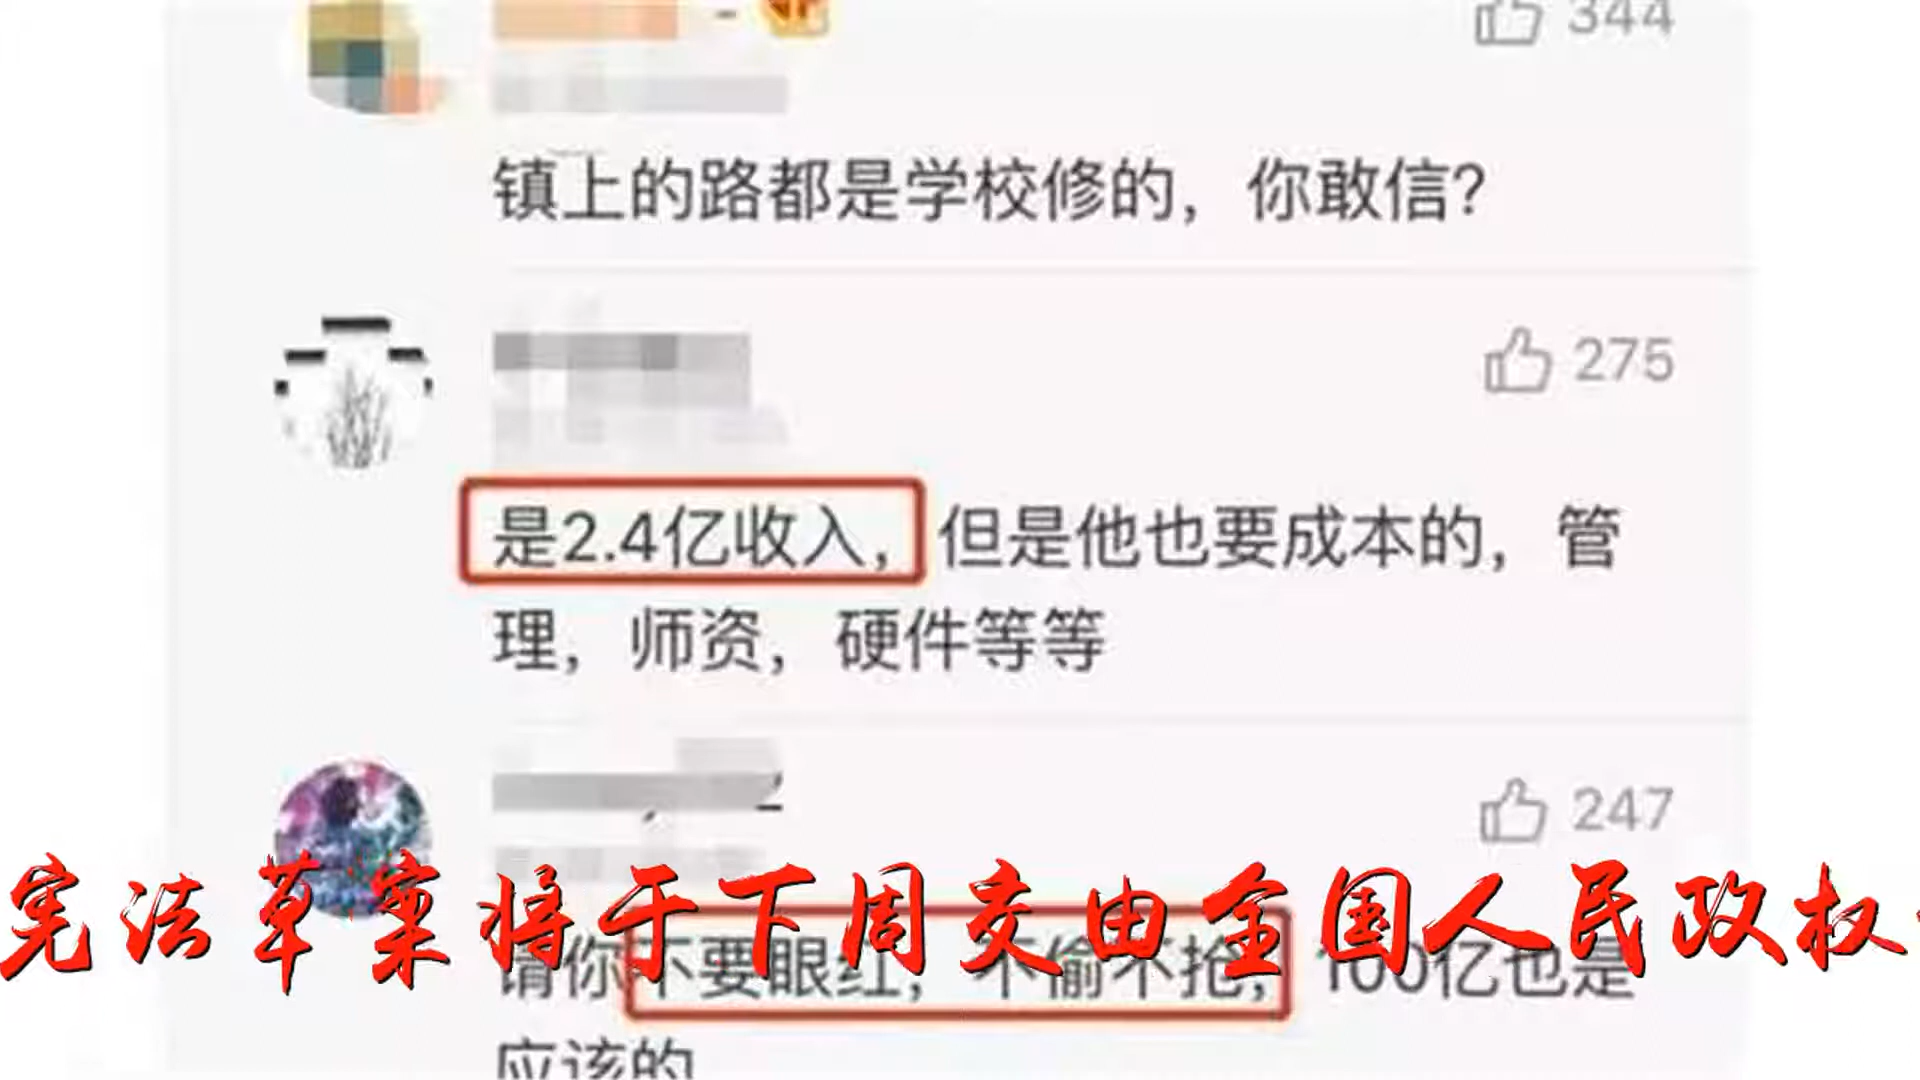 344
镇上的路都是学校修的，你敢信？
275
是2.4亿收入，但是他也要成本的，管
理，师资，硬件等等
247
宪法草案将于下周交由全国人民政权
请你不要眼红，不偷不抢，100亿也是
应该的